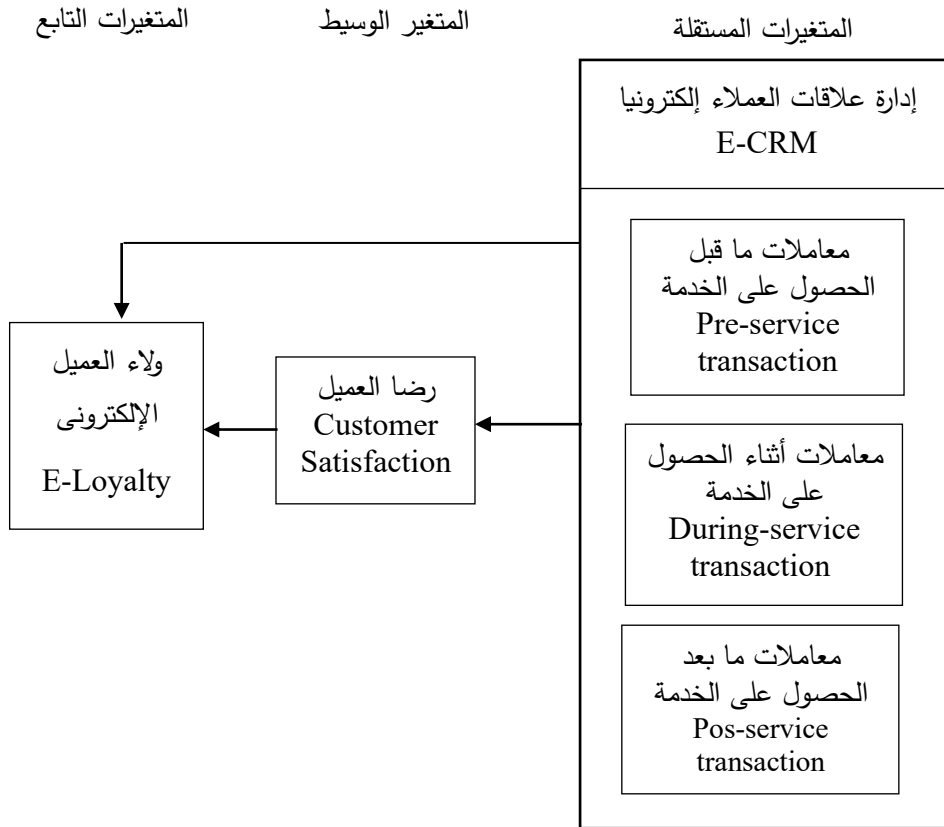 المتغيرات المستقلة
المتغير الوسيط
المتغيرات التابع
إدارة علاقات العملاء إلكترونيا
E-CRM
معاملات ما قبل
الحصول على الخدمة
Pre-service
transaction
معاملات أثناء الحصول
على الخدمة
During-service
transaction
معاملات ما بعد
الحصول على الخدمة
Pos-service
transaction
رضا العميل
Customer
Satisfaction
ولاء العميل
الإلكترونى
E-Loyalty